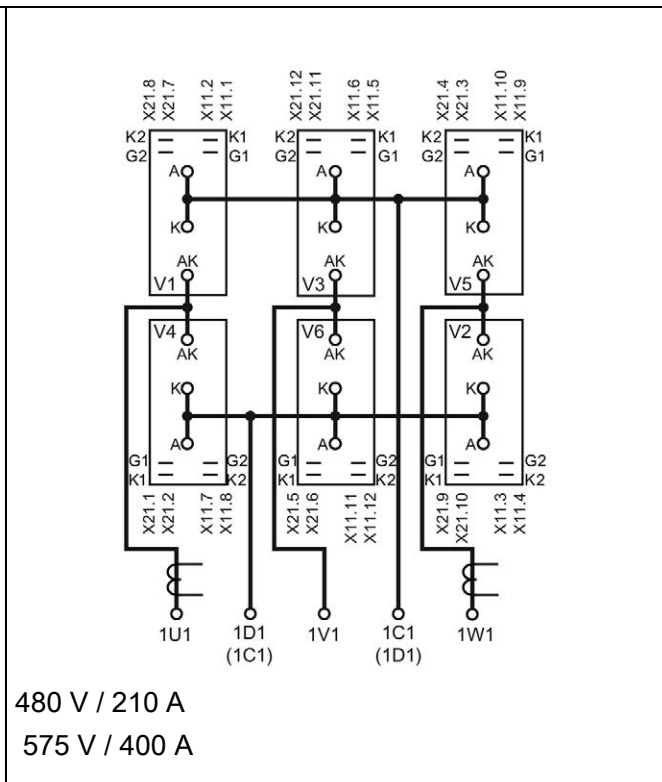 X21.8 X21.7 X11.2 X11.1 X21.12 X21.11 X11.6 X11.5 X21.4 X21.3 X11.10 X11.9
K2 K1 K2 K1 K2 K1
G2 G1 G2 G1 G2 G1
A A A
K K K
AK AK AK
V1 V3 V5
V4 V6 V2
AK AK AK
K K K
A A A
G1 G2 G1 G2 G1 G2
K1 K2 K1 K2 K1 K2
X21.1 X21.2 X11.7 X11.8 X21.5 X21.6 X11.11 X11.12 X21.9 X21.10 X11.3 X11.4
1U1 1D1 1V1 1C1 1W1
(1C1) (1D1)
480 V / 210 A
575 V / 400 A